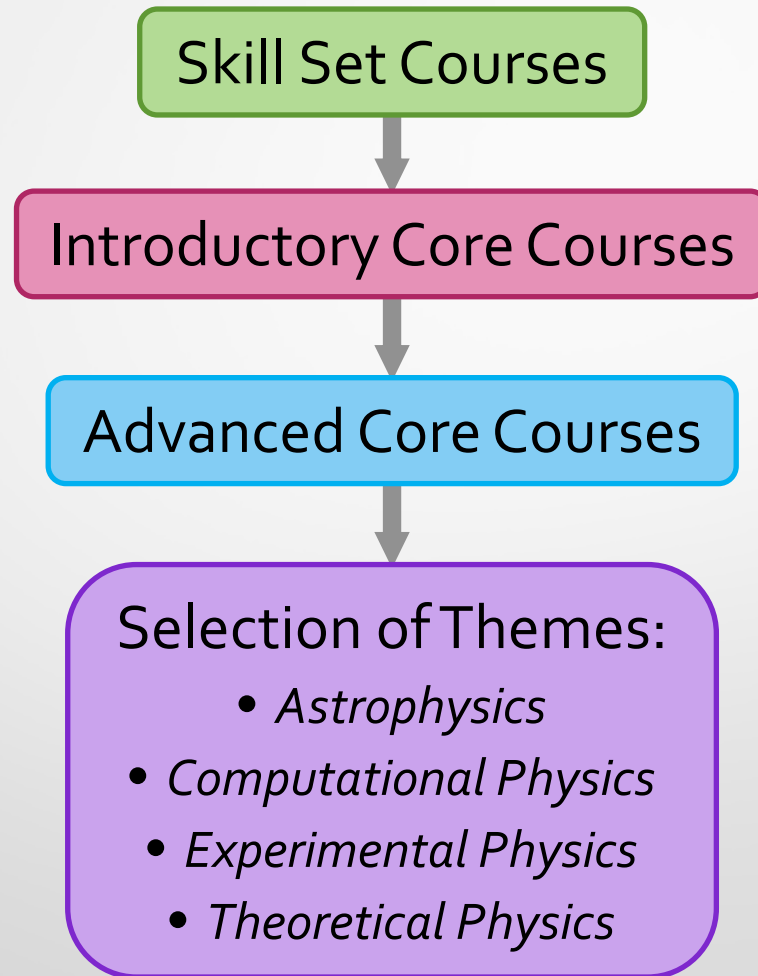 Skill Set Courses
Introductory Core Courses
Advanced Core Courses
Selection of Themes:
• Astrophysics
• Computational Physics
• Experimental Physics
• Theoretical Physics